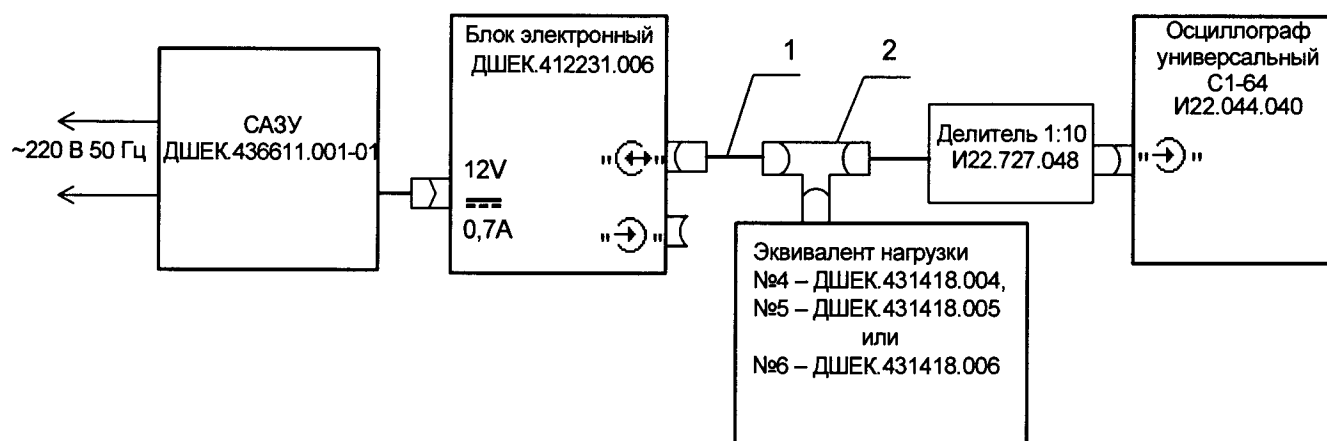 ~220 В 50 Гц
САЗУ
ДШЕК.436611.001-01
Блок электронный
ДШЕК.412231.006
12V
0,7А
" "
" "
1
2
Делитель 1:10
И22.727.048
Эквивалент нагрузки
№4 – ДШЕК.431418.004,
№5 – ДШЕК.431418.005
или
№6 – ДШЕК.431418.006
Осциллограф
универсальный
С1-64
И22.044.040
" "